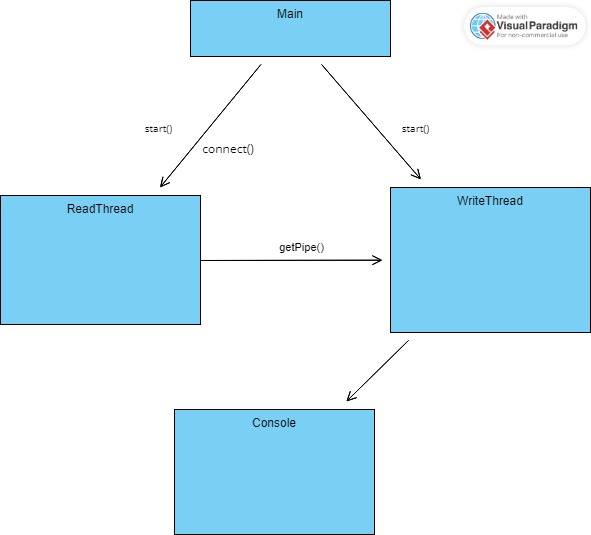 Main
Made with
Visual Paradigm
For non-commercial use
start()
start()
connect()
ReadThread
WriteThread
getPipe()
Console